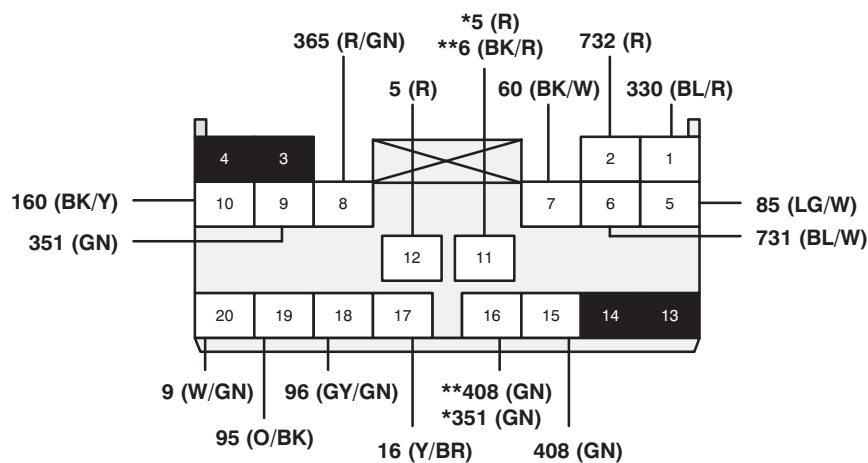 *5 (R)
365 (R/GN)
**6 (BK/R)
732 (R)
5 (R)
60 (BK/W)
330 (BL/R)
4
3
2
1
160 (BK/Y)
10
9
8
7
6
5
85 (LG/W)
351 (GN)
731 (BL/W)
12
11
20
19
18
17
16
15
14
13
9 (W/GN)
96 (GY/GN)
**408 (GN)
*351 (GN)
95 (O/BK)
16 (Y/BR)
408 (GN)